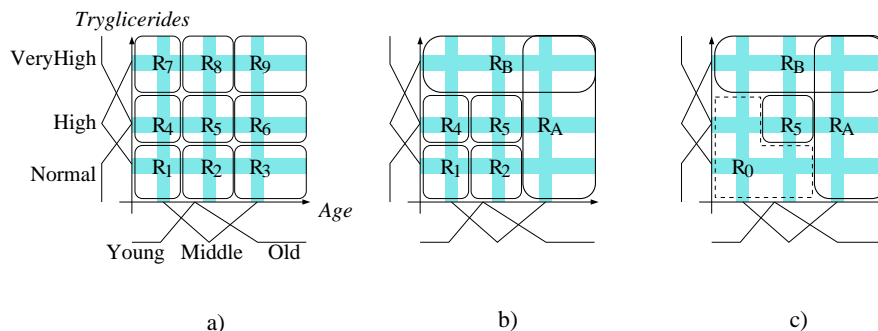 Tryglicerides
VeryHigh
High
Normal
R7 R8 R9
R4 R5 R6
R1 R2 R3
Age
Young Middle Old
a)
RB
R4 R5 RA
R1 R2
b)
RB
R5 RA
R0
c)